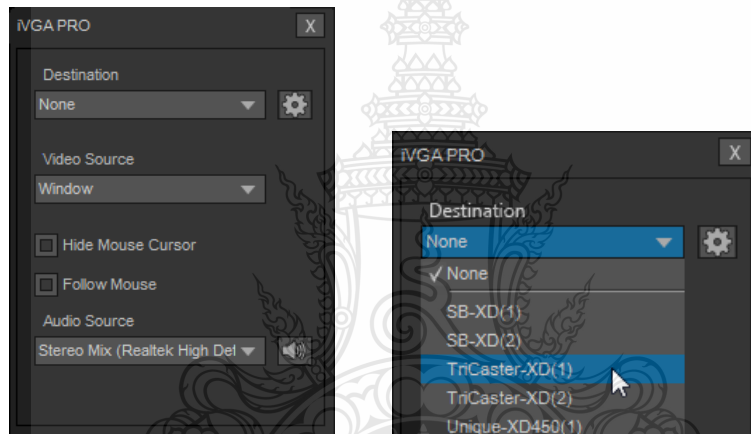 iVGA PRO
X
Destination
None
Video Source
Window
Hide Mouse Cursor
Follow Mouse
Audio Source
Stereo Mix (Realtek High Def
iVGA PRO
X
Destination
None
✓ None
SB-XD(1)
SB-XD(2)
TriCaster-XD(1)
TriCaster-XD(2)
Unique-XD450(1)